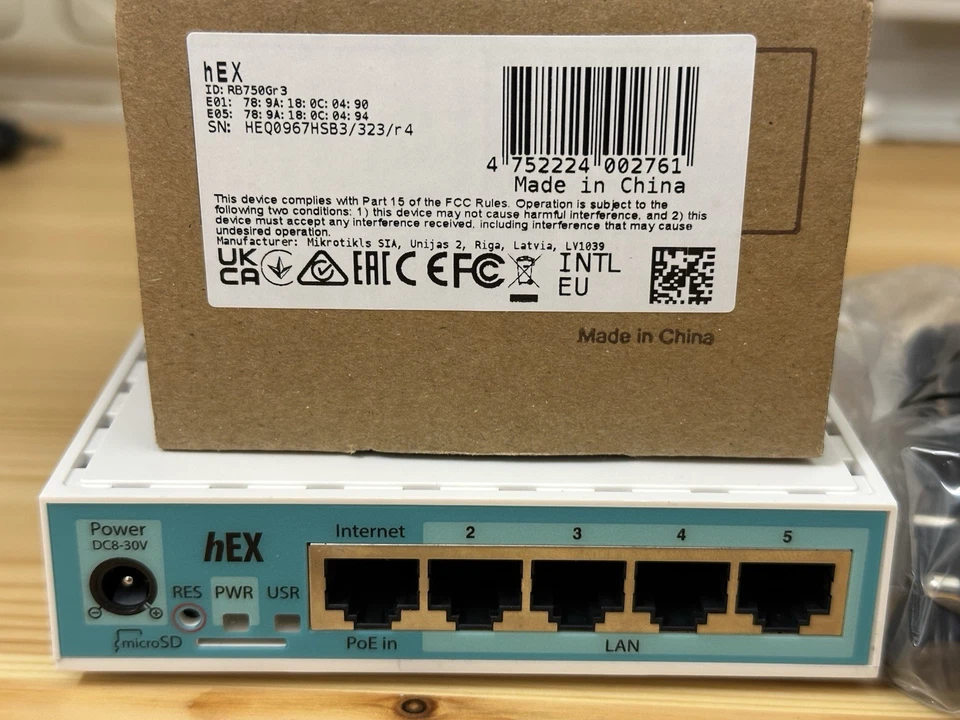 hEX
ID: RB750Gr3
E01: 78:9A:18:0C:04:90
E05: 78:9A:18:0C:04:94
SN: HEQ0967HSB3/323/r4
4 752224 002761
Made in China
This device complies with Part 15 of the FCC Rules. Operation is subject to the
following two conditions: 1) this device may not cause harmful interference, and 2) this
device must accept any interference received, including interference that may cause
undesired operation.
Manufacturer: Mikrotikls SIA, Unijas 2, Riga, Latvia, LV1039
UK CA EAC CE FC INTL
EU
Made in China
Power
DC8-30V
hEX
RES PWR USR
microSD
Internet 2 3 4 5
PoE in LAN